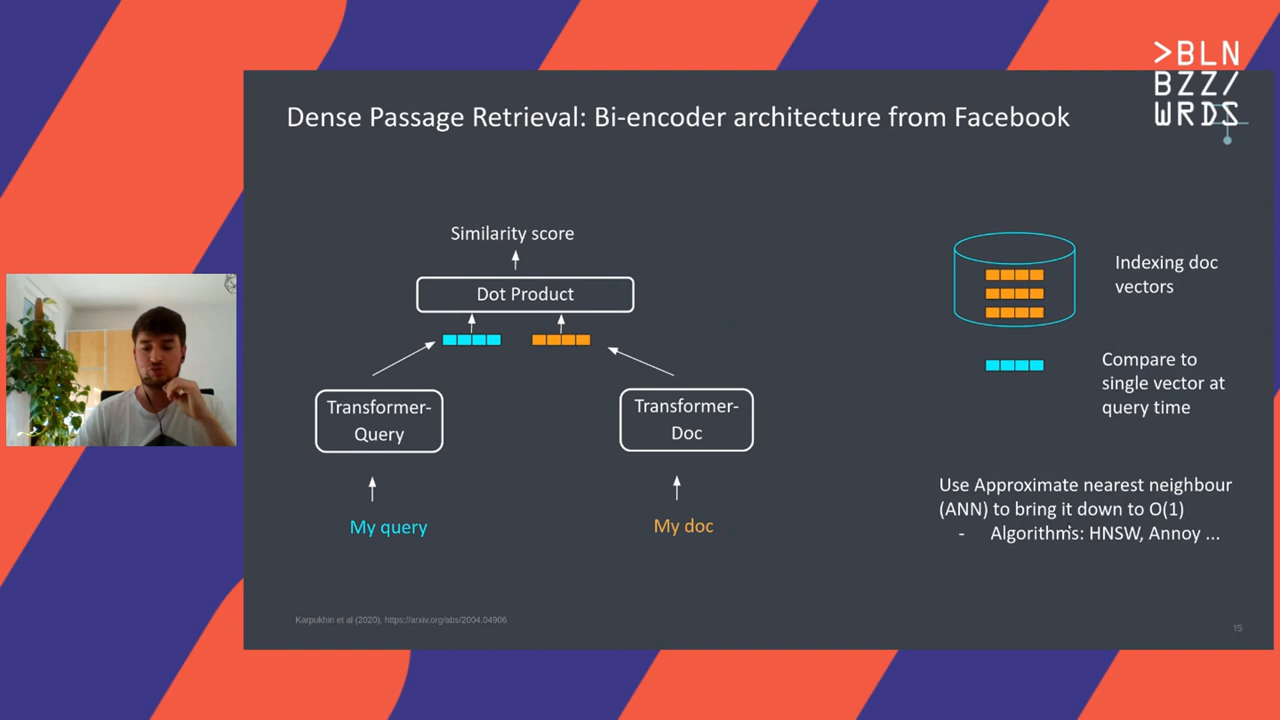 >BLN
BZZ/
WRDS
Dense Passage Retrieval: Bi-encoder architecture from Facebook
Similarity score
Dot Product
Transformer-
Query
Transformer-
Doc
My query
My doc
Indexing doc
vectors
Compare to
single vector at
query time
Use Approximate nearest neighbour
(ANN) to bring it down to O(1)
- Algorithms: HNSW, Annoy ...
Karpukhin et al (2020), https://arxiv.org/abs/2004.04906
15